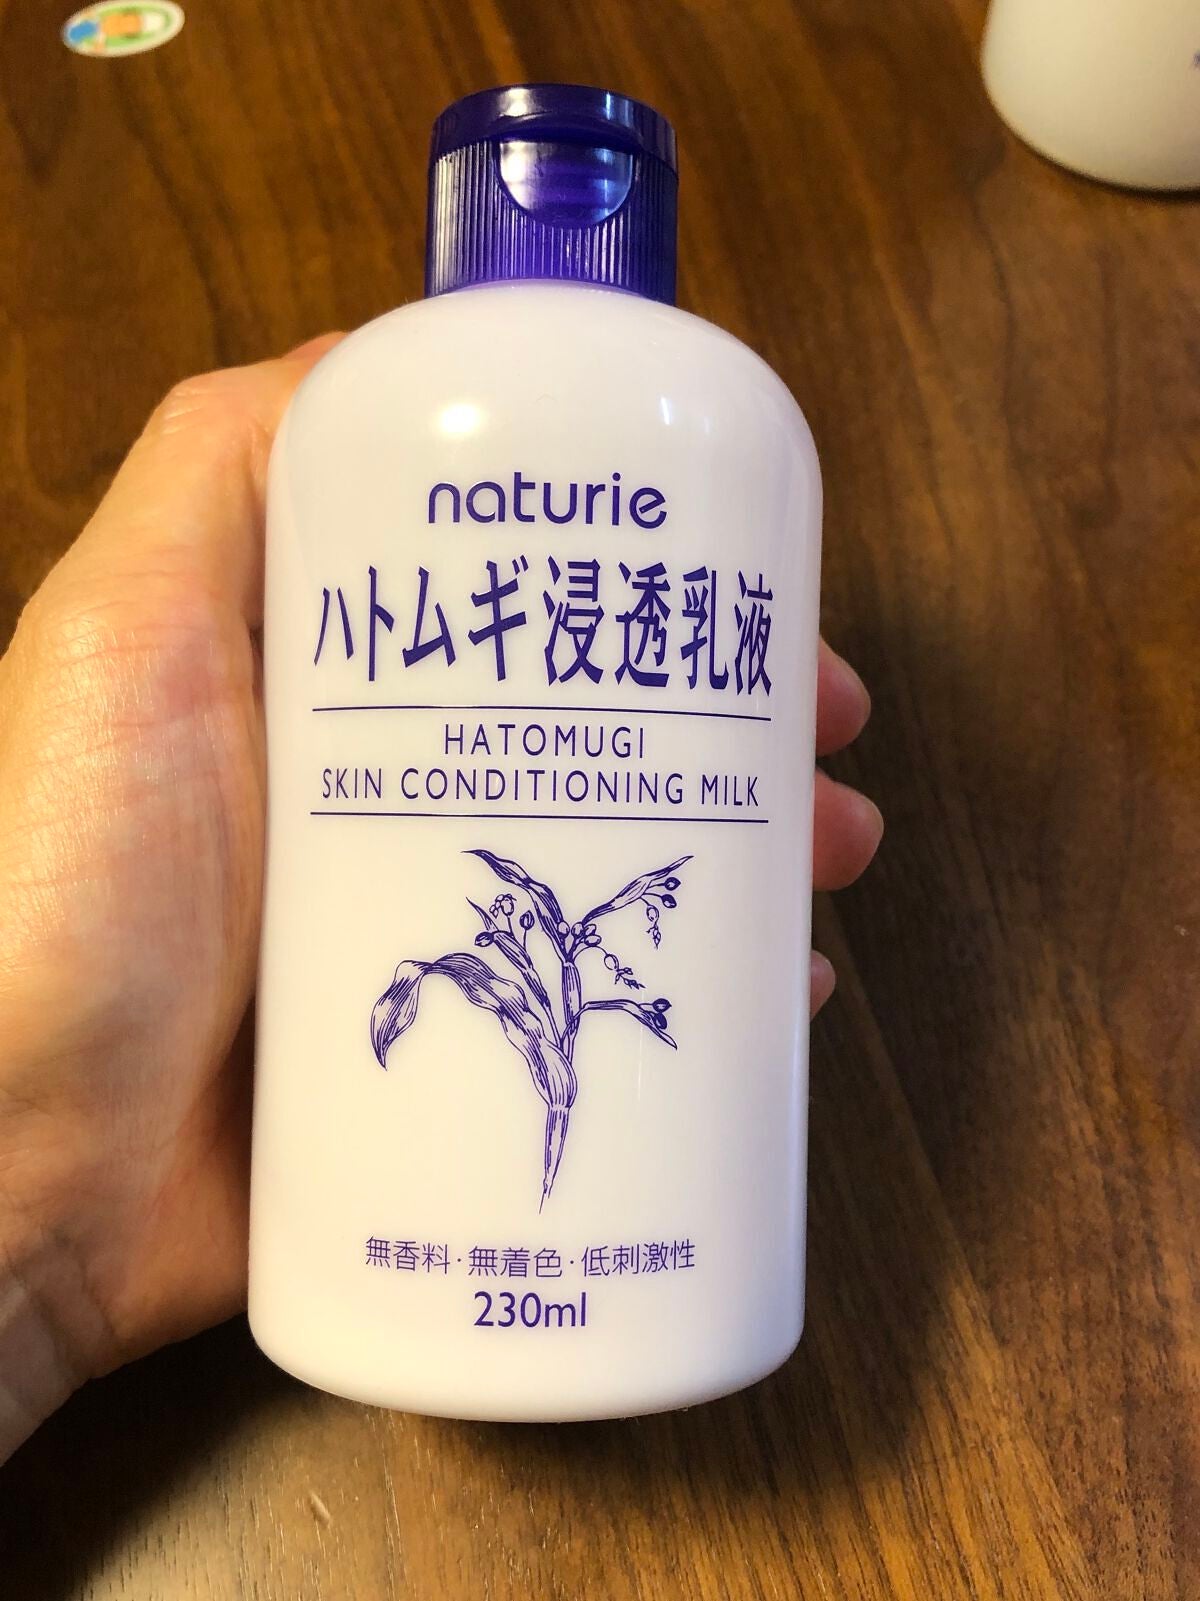 naturie
ハトムギ浸透乳液
HATOMUGI
SKIN CONDITIONING MILK
無香料·無着色·低刺激性
230ml